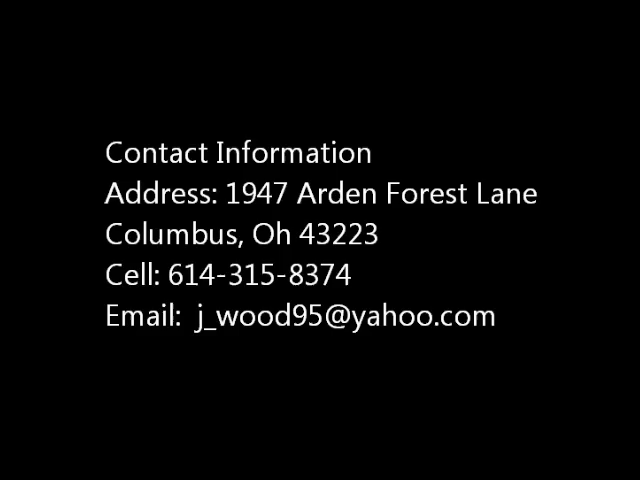 Contact Information
Address: 1947 Arden Forest Lane
Columbus, Oh 43223
Cell: 614-315-8374
Email:  j_wood95@yahoo.com